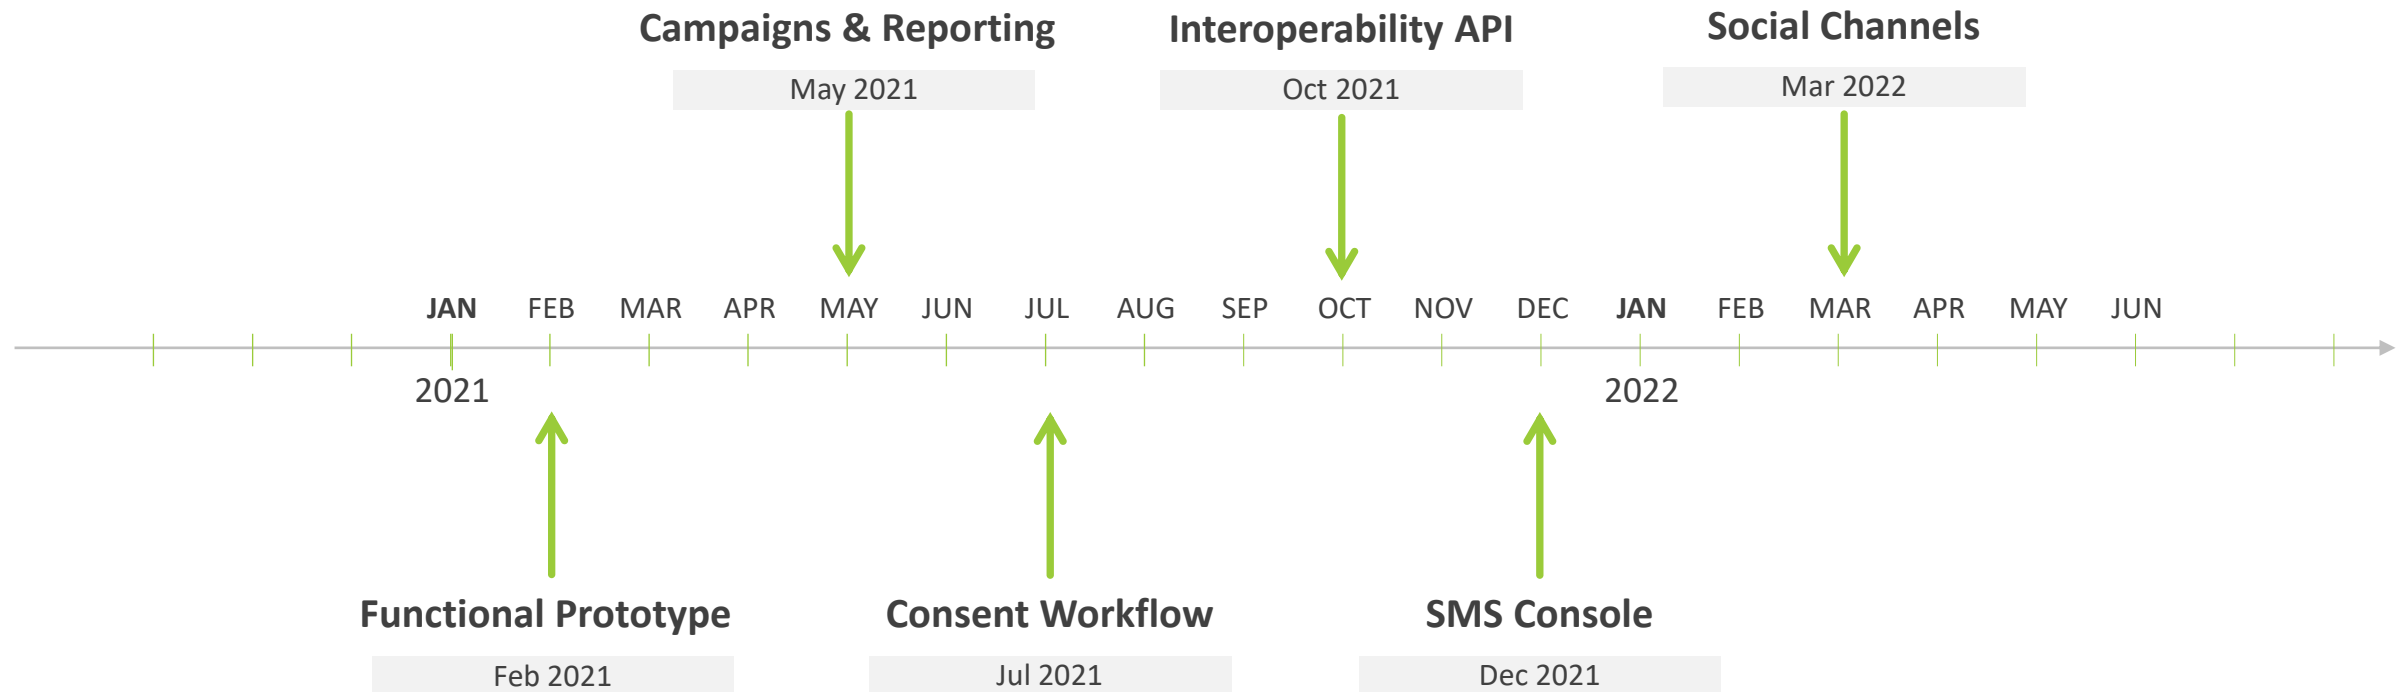 Campaigns & Reporting
May 2021
Interoperability API
Oct 2021
Social Channels
Mar 2022
JAN FEB MAR APR MAY JUN JUL AUG SEP OCT NOV DEC JAN FEB MAR APR MAY JUN
2021 2022
Functional Prototype
Feb 2021
Consent Workflow
Jul 2021
SMS Console
Dec 2021